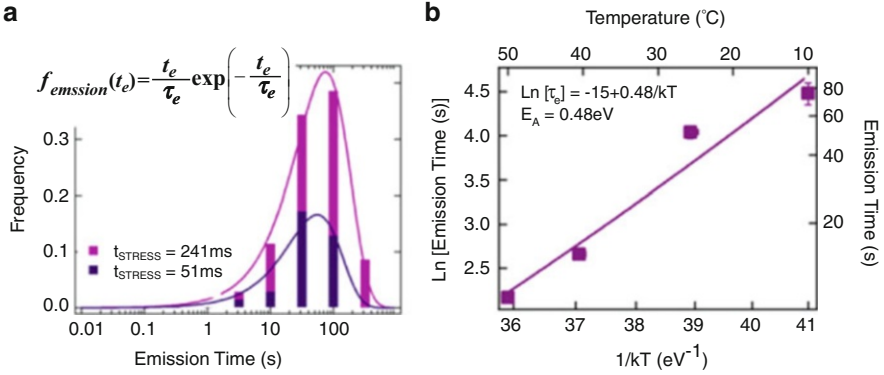 a
f_emssion(t_e) = t_e/τ_e exp(−t_e/τ_e)
Frequency
0.3
0.2
0.1
0.0
t_STRESS = 241ms
t_STRESS = 51ms
0.01 0.1 1 10 100
Emission Time (s)
b
Temperature (°C)
50 40 30 20 10
Ln [τ_e] = -15+0.48/kT
E_A = 0.48eV
Ln [Emission Time (s)]
4.5
4.0
3.5
3.0
2.5
80
60
40
20
Emission Time (s)
36 37 38 39 40 41
1/kT (eV⁻¹)